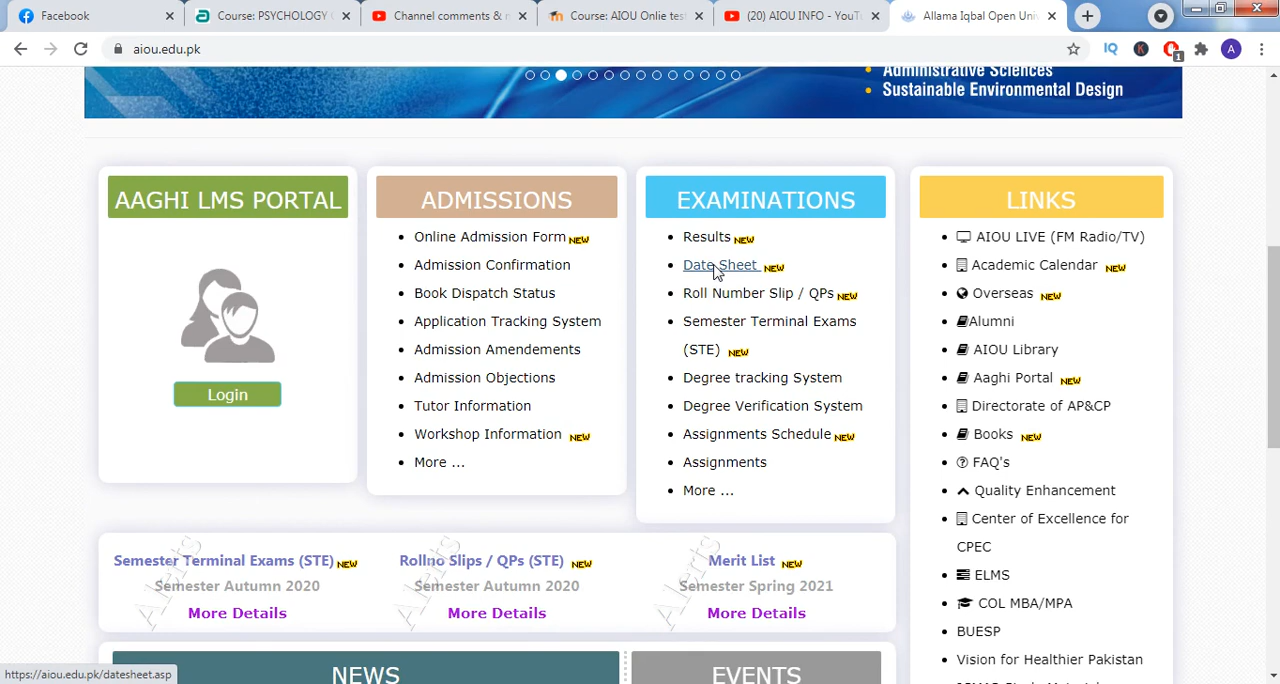 Facebook
Course: PSYCHOLOGY
Channel comments &
Course: AIOU Onlie tes
(20) AIOU INFO - YouT
Allama Iqbal Open Uni
aiou.edu.pk
IQ
K
1
A
Administrative Sciences
Sustainable Environmental Design
AAGHI LMS PORTAL
Login
ADMISSIONS
Online Admission Form NEW
Admission Confirmation
Book Dispatch Status
Application Tracking System
Admission Amendements
Admission Objections
Tutor Information
Workshop Information NEW
More ...
EXAMINATIONS
Results NEW
Date Sheet NEW
Roll Number Slip / QPs NEW
Semester Terminal Exams
(STE) NEW
Degree tracking System
Degree Verification System
Assignments Schedule NEW
Assignments
More ...
LINKS
AIOU LIVE (FM Radio/TV)
Academic Calendar NEW
Overseas NEW
Alumni
AIOU Library
Aaghi Portal NEW
Directorate of AP&CP
Books NEW
FAQ's
Quality Enhancement
Center of Excellence for
CPEC
ELMS
COL MBA/MPA
BUESP
Vision for Healthier Pakistan
Alerts
Semester Terminal Exams (STE) NEW
Semester Autumn 2020
More Details
Alerts
Rollno Slips / QPs (STE) NEW
Semester Autumn 2020
More Details
Alerts
Merit List NEW
Semester Spring 2021
More Details
NEWS
EVENTS
https://aiou.edu.pk/datesheet.asp